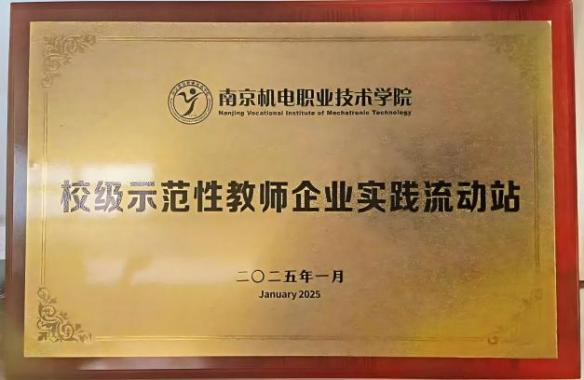 南京机电职业技术学院
Nanjing Vocational Institute of Mechatronic Technology
校级示范性教师企业实践流动站
二〇二五年一月
January 2025